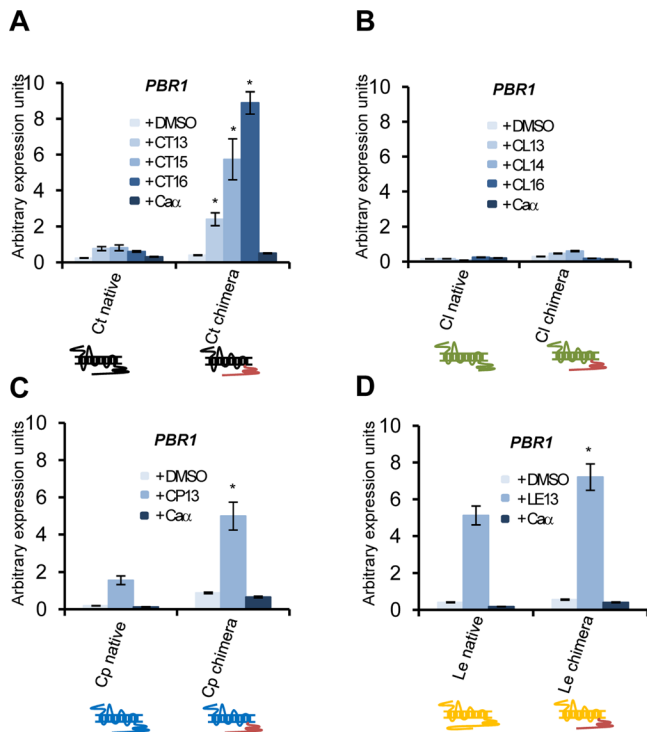 A
Arbitrary expression units
10
8
6
4
2
0
PBR1
+DMSO
+CT13
+CT15
+CT16
+Caα
*
*
*
Ct native
Ct chimera
B
Arbitrary expression units
10
8
6
4
2
0
PBR1
+DMSO
+CL13
+CL14
+CL16
+Caα
Cl native
Cl chimera
C
Arbitrary expression units
10
8
6
4
2
0
PBR1
+DMSO
+CP13
+Caα
*
Cp native
Cp chimera
D
Arbitrary expression units
10
8
6
4
2
0
PBR1
+DMSO
+LE13
+Caα
*
Le native
Le chimera